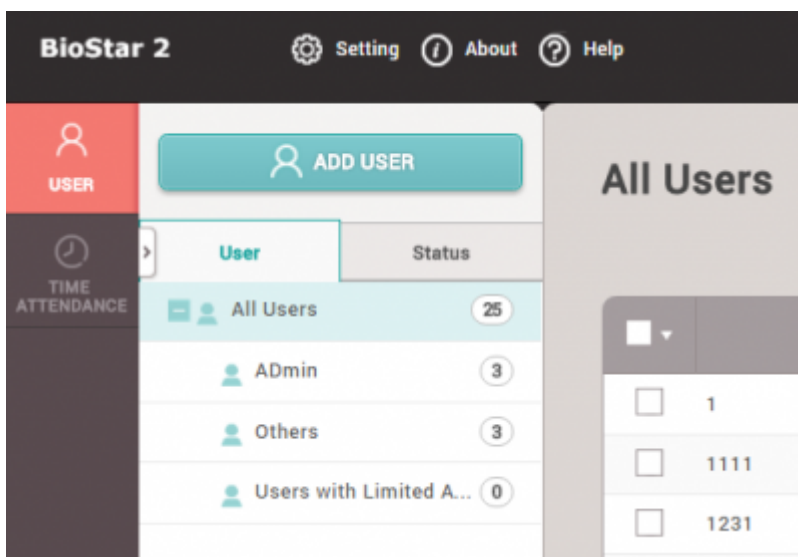 BioStar 2
Setting
About
Help
USER
TIME
ATTENDANCE
ADD USER
User
Status
All Users 25
ADmin 3
Others 3
Users with Limited A... 0
All Users
1
1111
1231